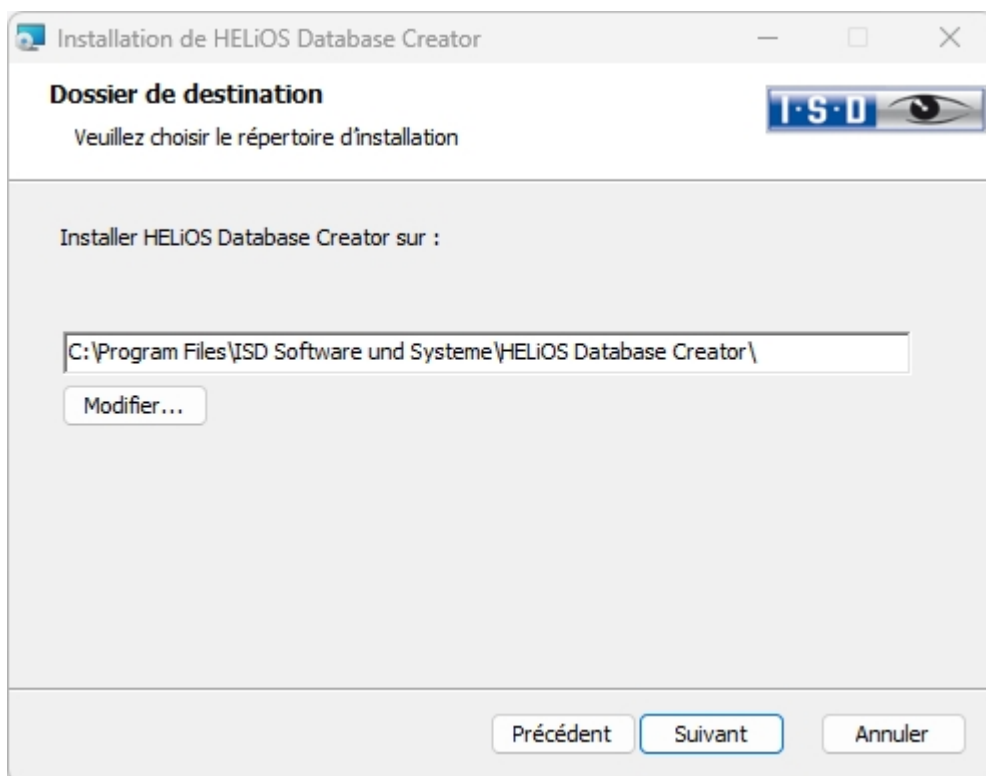 Installation de HELiOS Database Creator
Dossier de destination
Veuillez choisir le répertoire d'installation
I·S·D
Installer HELiOS Database Creator sur :
C:\Program Files\ISD Software und Systeme\HELiOS Database Creator\
Modifier...
Précédent
Suivant
Annuler